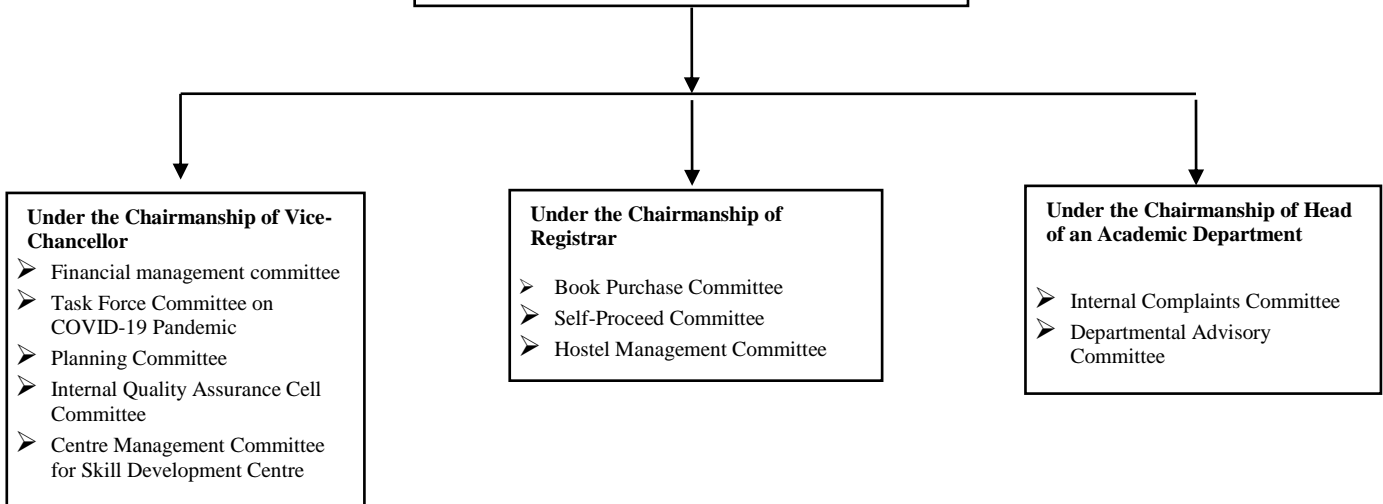 Under the Chairmanship of Vice-
Chancellor
➢ Financial management committee
➢ Task Force Committee on
COVID-19 Pandemic
➢ Planning Committee
➢ Internal Quality Assurance Cell
Committee
➢ Centre Management Committee
for Skill Development Centre
Under the Chairmanship of
Registrar
➢ Book Purchase Committee
➢ Self-Proceed Committee
➢ Hostel Management Committee
Under the Chairmanship of Head
of an Academic Department
➢ Internal Complaints Committee
➢ Departmental Advisory
Committee